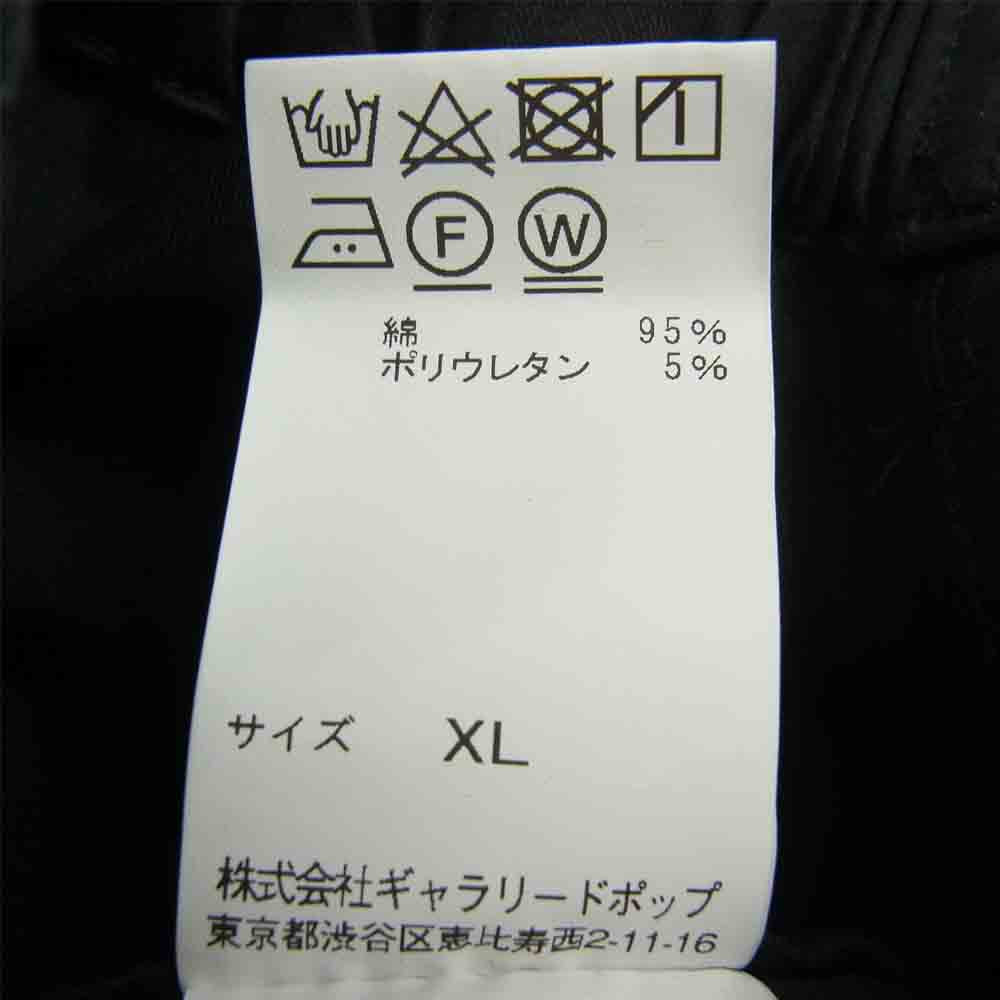 F W
綿 95%
ポリウレタン 5%
サイズ XL
株式会社ギャラリードポップ
東京都渋谷区恵比寿西2-11-16